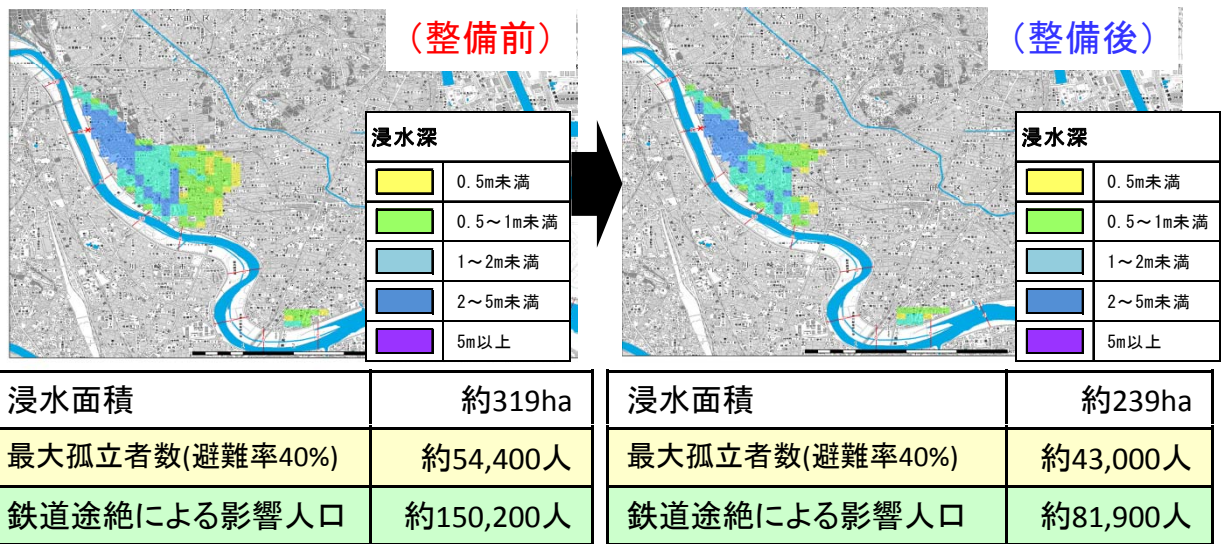 （整備前）
浸水深
0.5m未満
0.5～1m未満
1～2m未満
2～5m未満
5m以上
（整備後）
浸水深
0.5m未満
0.5～1m未満
1～2m未満
2～5m未満
5m以上
浸水面積 約319ha
最大孤立者数(避難率40%) 約54,400人
鉄道途絶による影響人口 約150,200人
浸水面積 約239ha
最大孤立者数(避難率40%) 約43,000人
鉄道途絶による影響人口 約81,900人